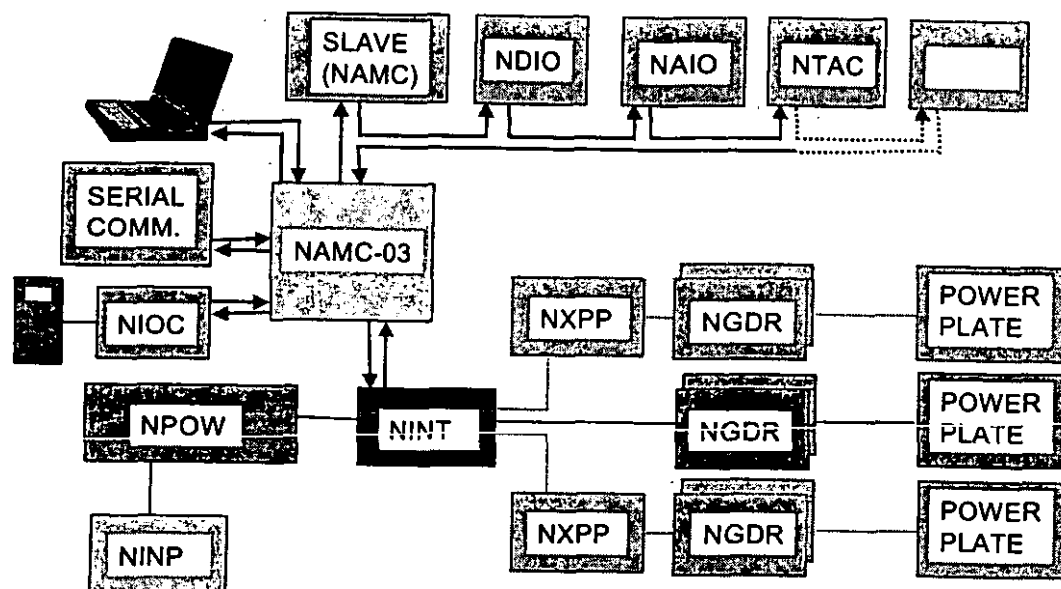 SLAVE
(NAMC)
NDIO
NAIO
NTAC
SERIAL
COMM.
NAMC-03
NIOC
NXPP
NGDR
POWER
PLATE
NPOW
NINT
NGDR
POWER
PLATE
NINP
NXPP
NGDR
POWER
PLATE